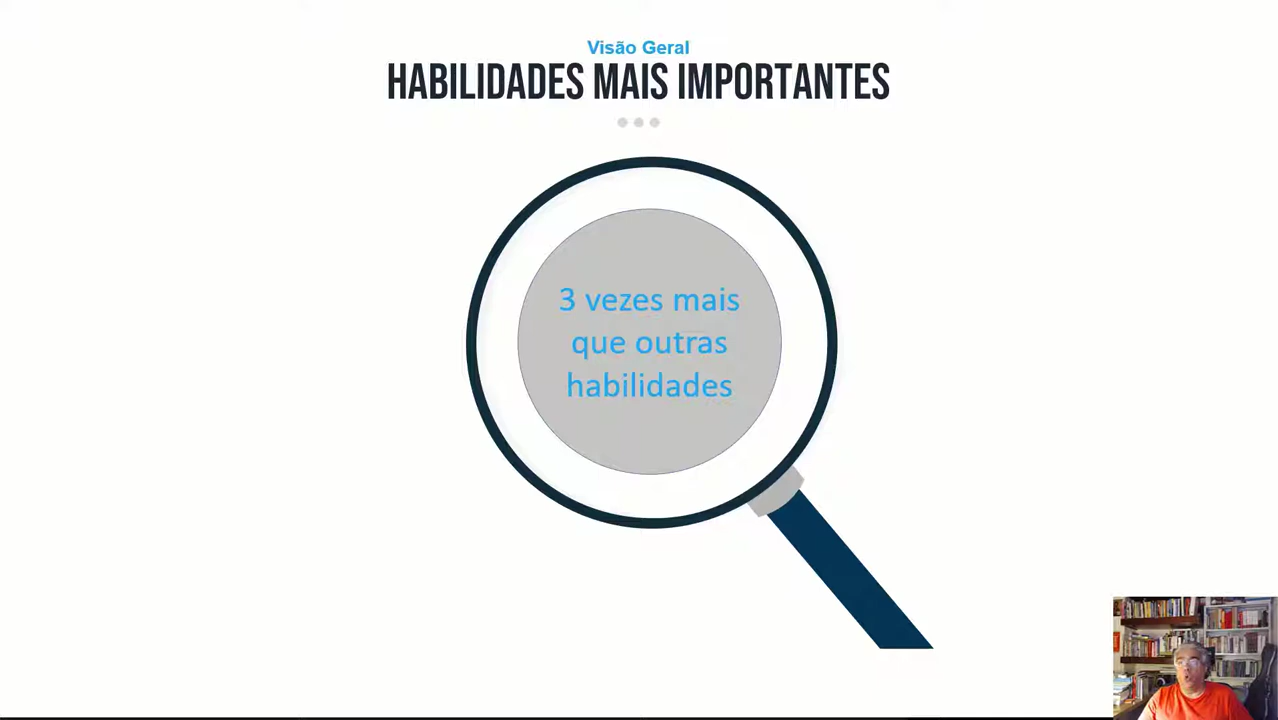 Visão Geral
HABILIDADES MAIS IMPORTANTES
3 vezes mais
que outras
habilidades